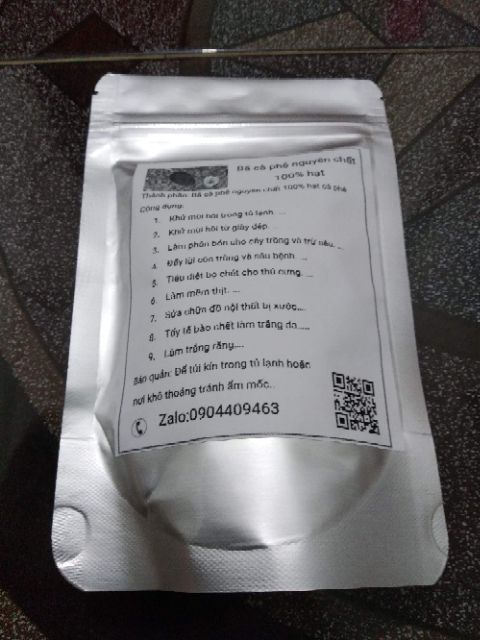 Bã cà phê nguyên chất
100% hạt
Thành phần: Bã cà phê nguyên chất 100% hạt cà phê
Công dụng:
1. Khử mùi hôi trong tủ lạnh ....
2. Khử mùi hôi từ giày dép. ...
3. Làm phân bón cho cây trồng và trừ sâu. ...
4. Đẩy lùi côn trùng và sâu bệnh. ...
5. Tiêu diệt bọ chét cho thú cưng. ...
6. Làm mềm thịt. ...
7. Sửa chữa đồ nội thất bị xước....
8. Tẩy tế bào chết làm trắng da.....
9. Làm trắng răng....
Bảo quản: Để túi kín trong tủ lạnh hoặc
nơi khô thoáng tránh ẩm mốc..
Zalo:0904409463